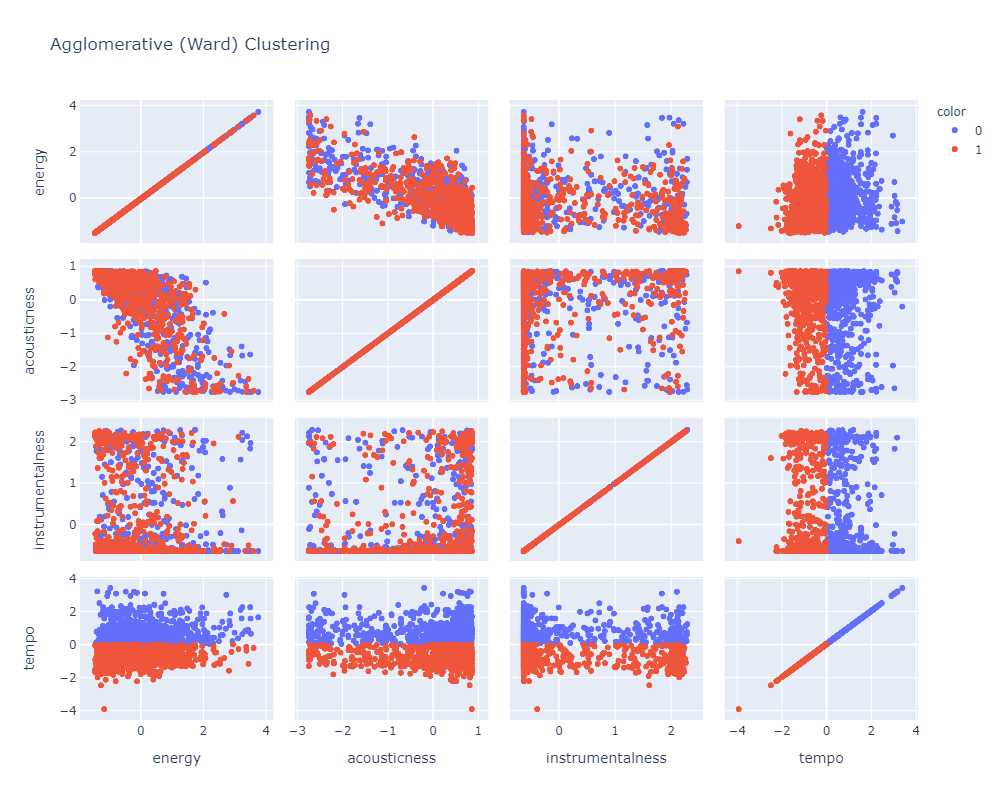 Agglomerative (Ward) Clustering
color
0
1
energy
4
2
0
acousticness
1
0
−1
−2
−3
instrumentalness
2
1
0
tempo
4
2
0
−2
−4
0 2 4
−3 −2 −1 0 1
0 1 2
−4 −2 0 2 4
energy acousticness instrumentalness tempo